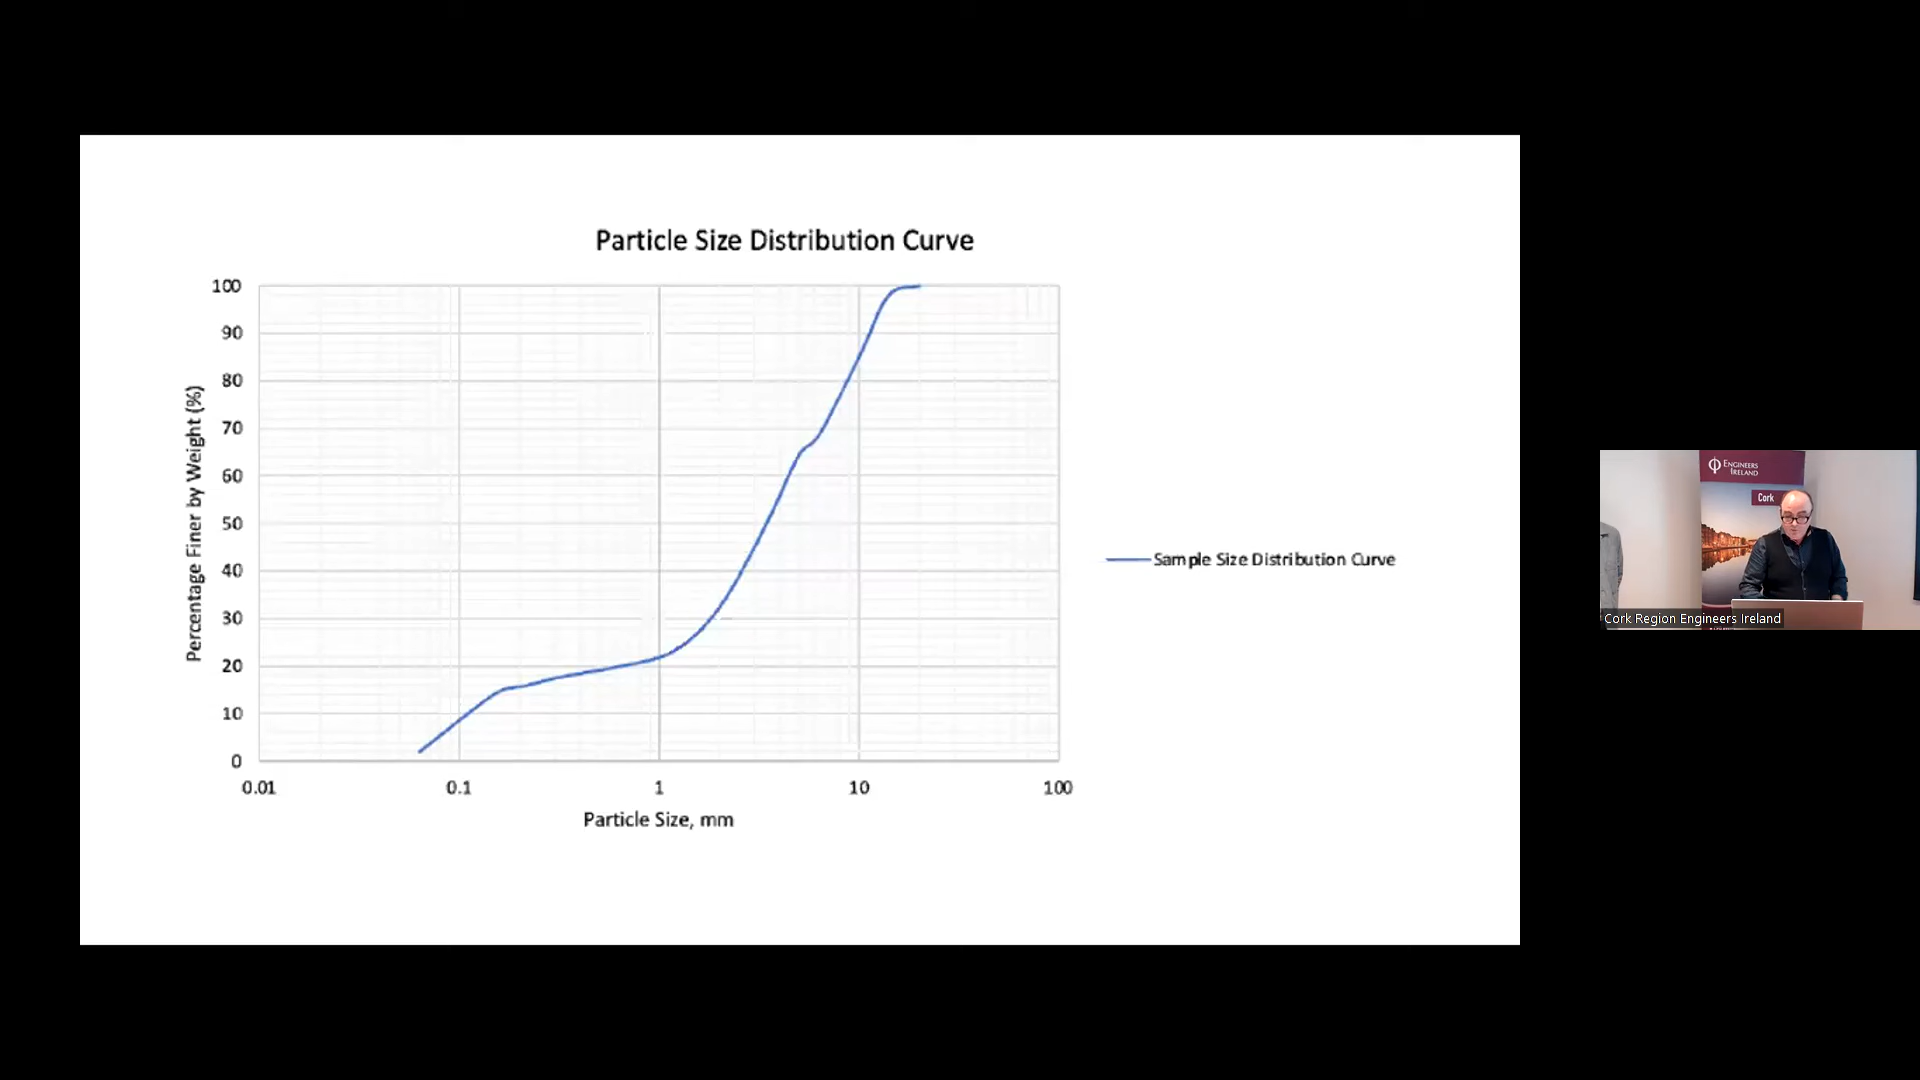 Particle Size Distribution Curve
100
90
80
70
60
50
40
30
20
10
0
Percentage Finer by Weight (%)
0.01 0.1 1 10 100
Particle Size, mm
Sample Size Distribution Curve
ENGINEERS
IRELAND
Cork
Cork Region Engineers Ireland